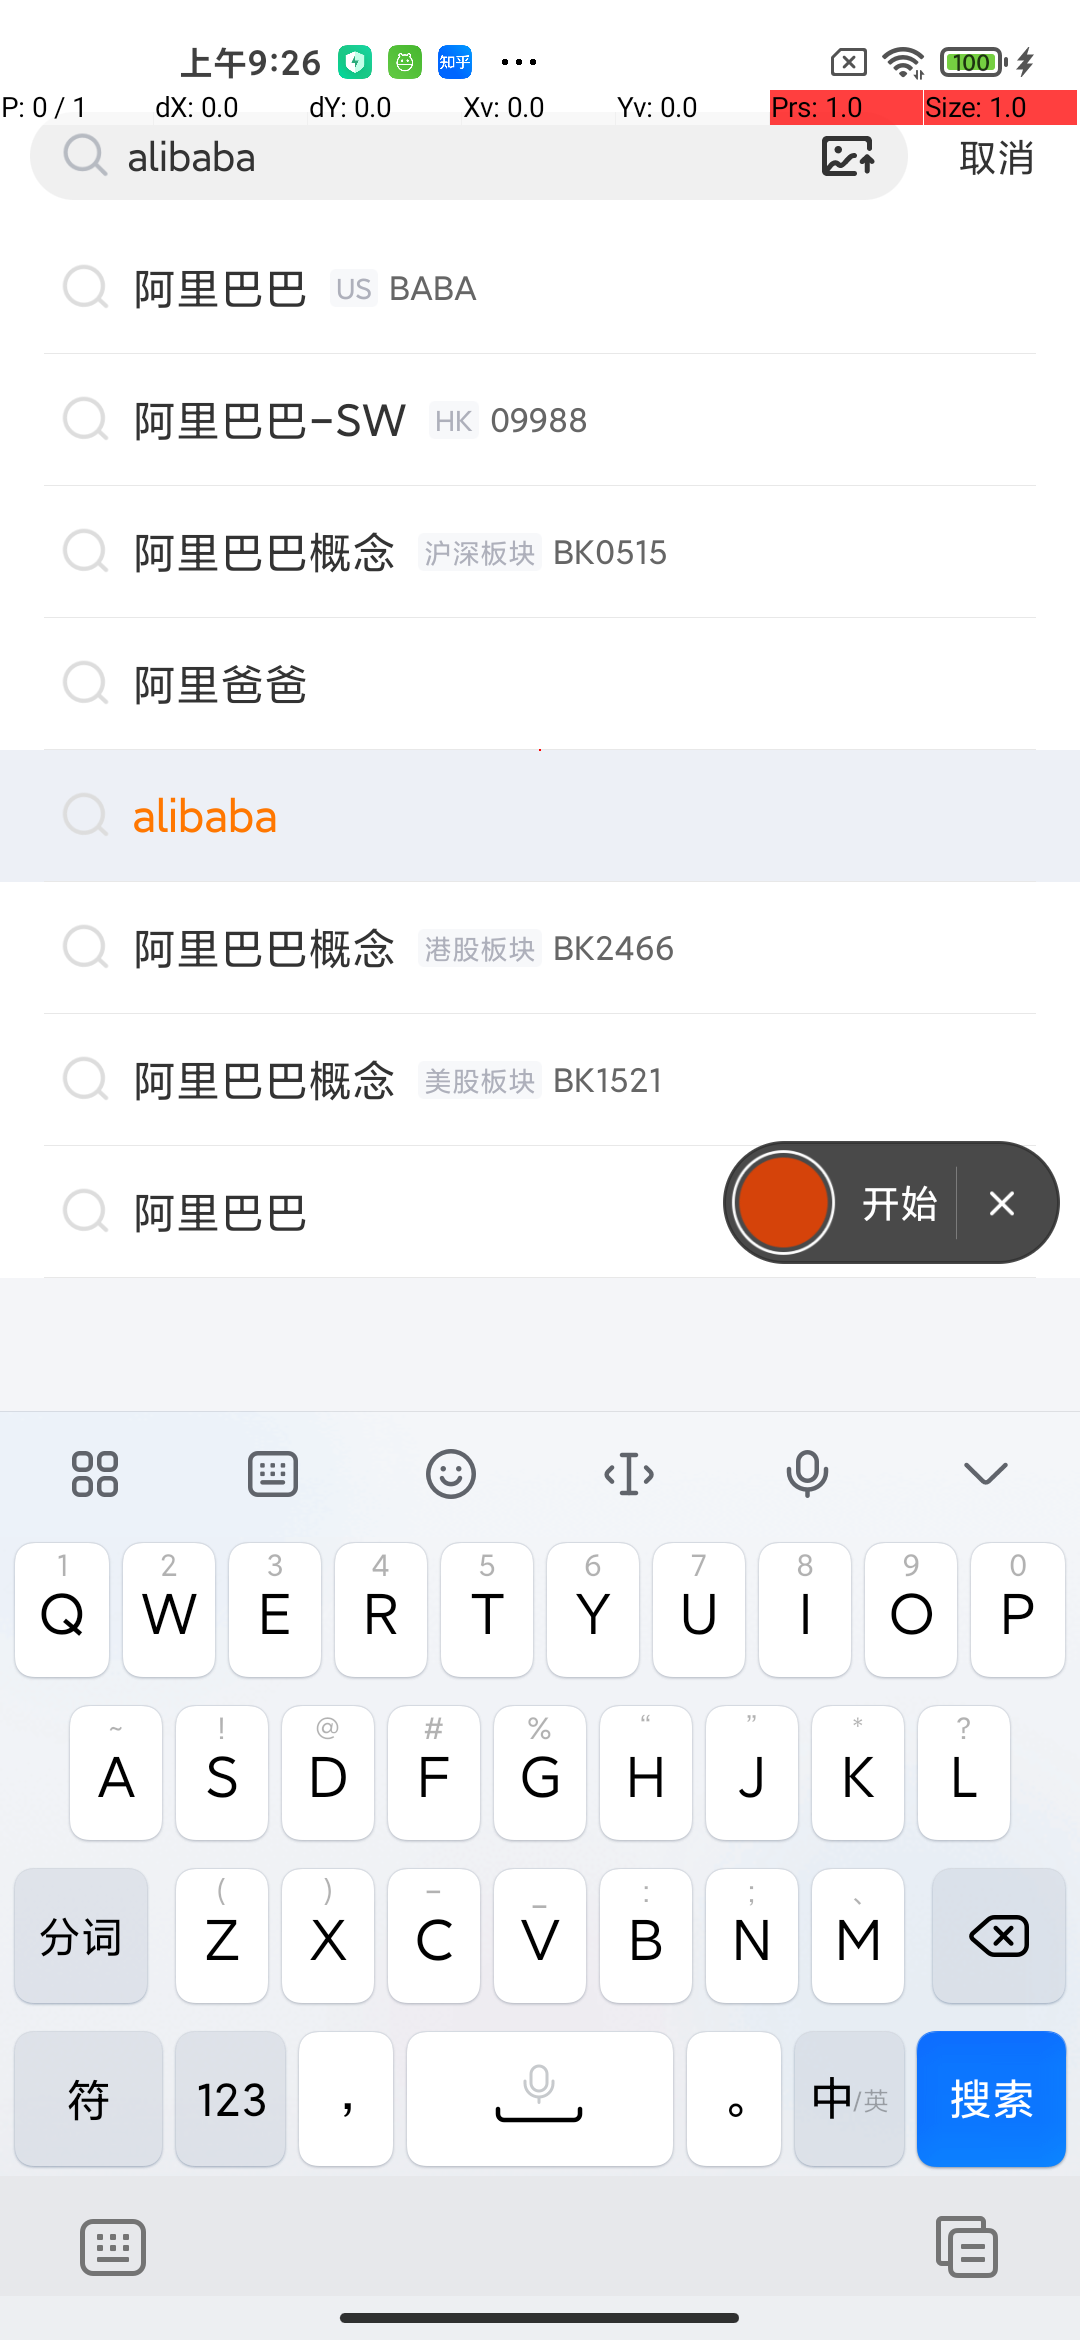 上午9:26 知乎 ... 100
P: 0 / 1 dX: 0.0 dY: 0.0 Xv: 0.0 Yv: 0.0 Prs: 1.0 Size: 1.0
alibaba 取消
阿里巴巴 US BABA
阿里巴巴-SW HK 09988
阿里巴巴概念 沪深板块 BK0515
阿里爸爸
alibaba
阿里巴巴概念 港股板块 BK2466
阿里巴巴概念 美股板块 BK1521
阿里巴巴
开始
1 2 3 4 5 6 7 8 9 0
Q W E R T Y U I O P
~ ! @ # % “ ” * ?
A S D F G H J K L
( ) – _ : ; 、
分词 Z X C V B N M
符 123 ， 。 中/英 搜索